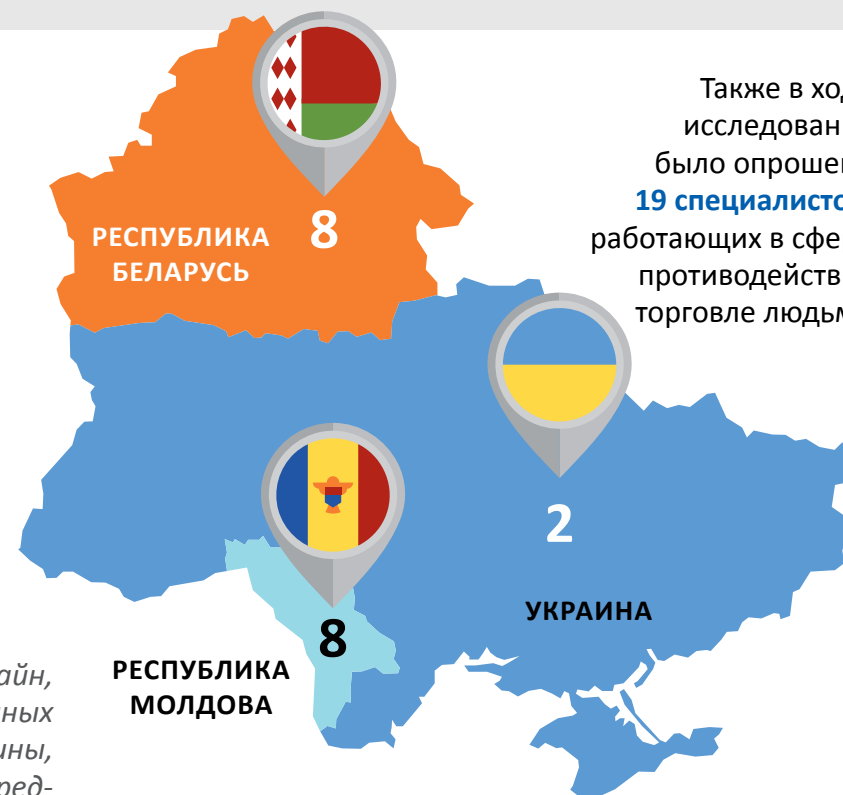 Также в ход
исследован
было опрошен
19 специалисто
работающих в сфе
противодейств
торговле людьм
РЕСПУБЛИКА
БЕЛАРУСЬ
8
2
УКРАИНА
8
РЕСПУБЛИКА
МОЛДОВА
айн,
ных
ины,
ред-